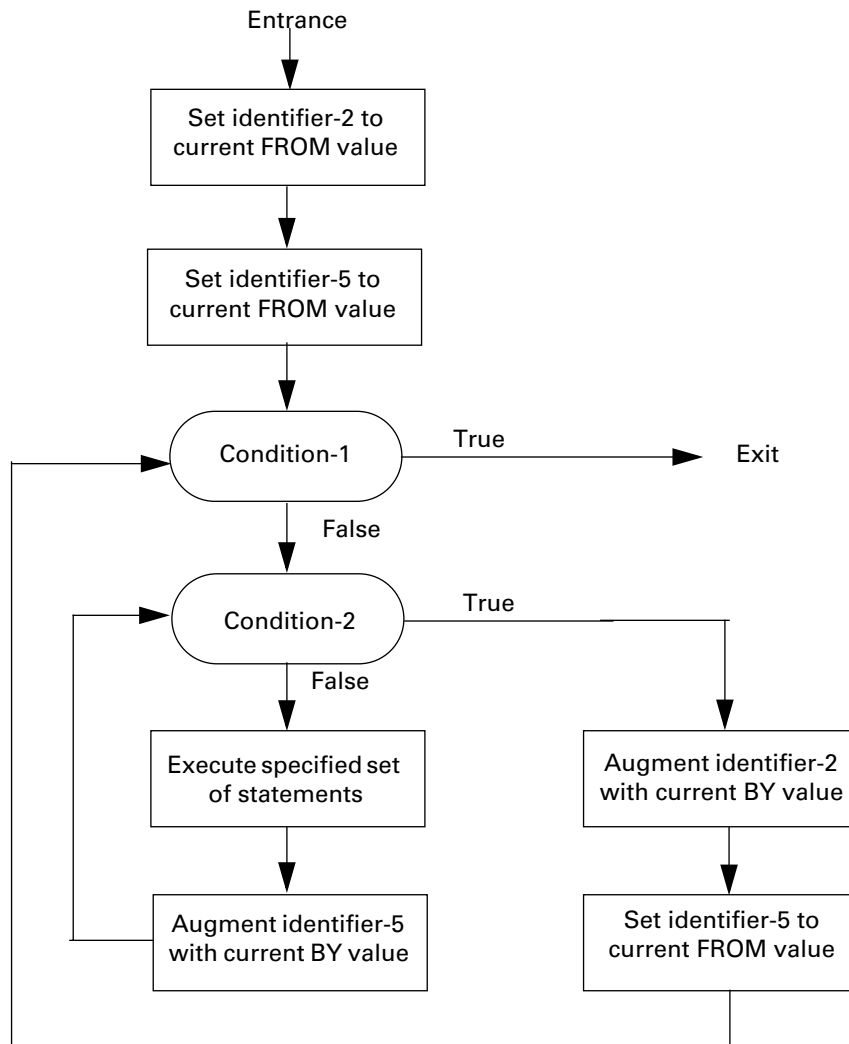 Entrance
Set identifier-2 to
current FROM value
Set identifier-5 to
current FROM value
Condition-1
True
Exit
False
Condition-2
True
False
Execute specified set
of statements
Augment identifier-2
with current BY value
Augment identifier-5
with current BY value
Set identifier-5 to
current FROM value